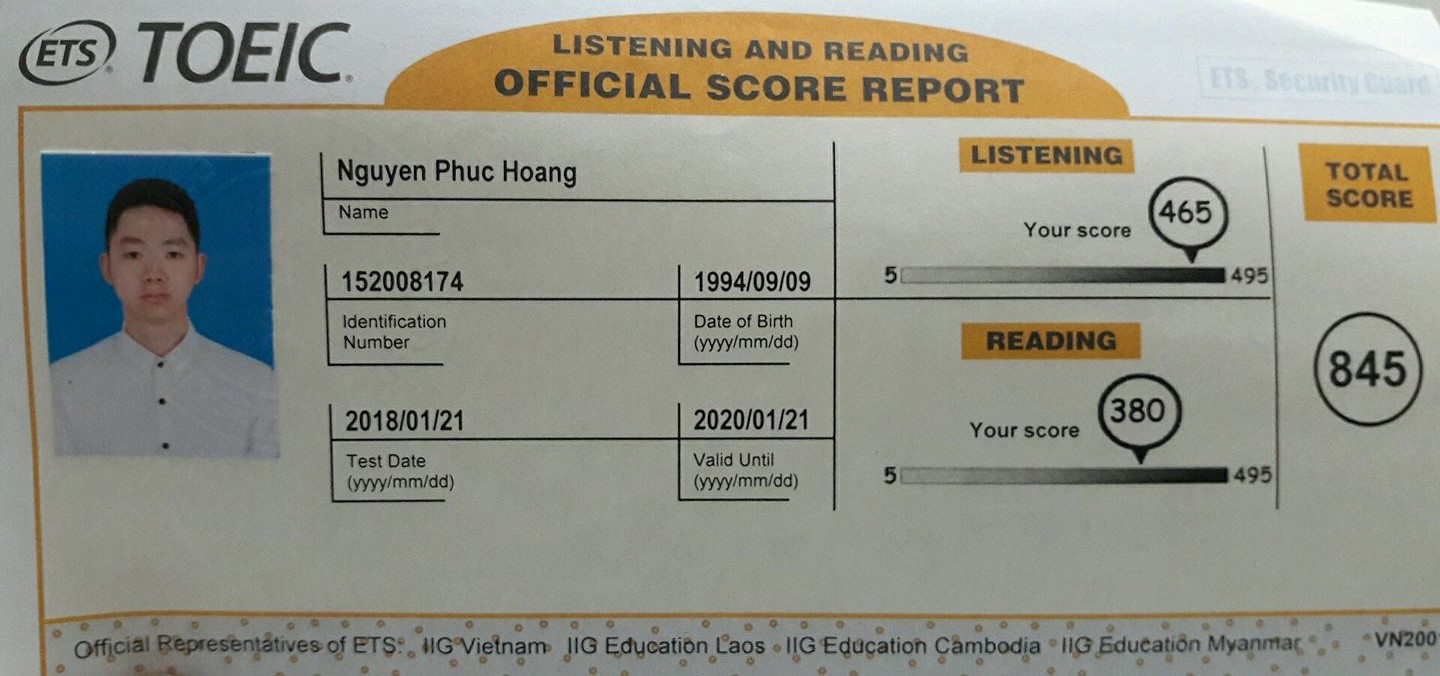 ETS® TOEIC®
LISTENING AND READING
OFFICIAL SCORE REPORT
ETS Security Guard
Nguyen Phuc Hoang
Name
152008174
Identification
Number
1994/09/09
Date of Birth
(yyyy/mm/dd)
2018/01/21
Test Date
(yyyy/mm/dd)
2020/01/21
Valid Until
(yyyy/mm/dd)
LISTENING
Your score
465
5
495
READING
Your score
380
5
495
TOTAL
SCORE
845
Official Representatives of ETS: IIG Vietnam IIG Education Laos IIG Education Cambodia IIG Education Myanmar